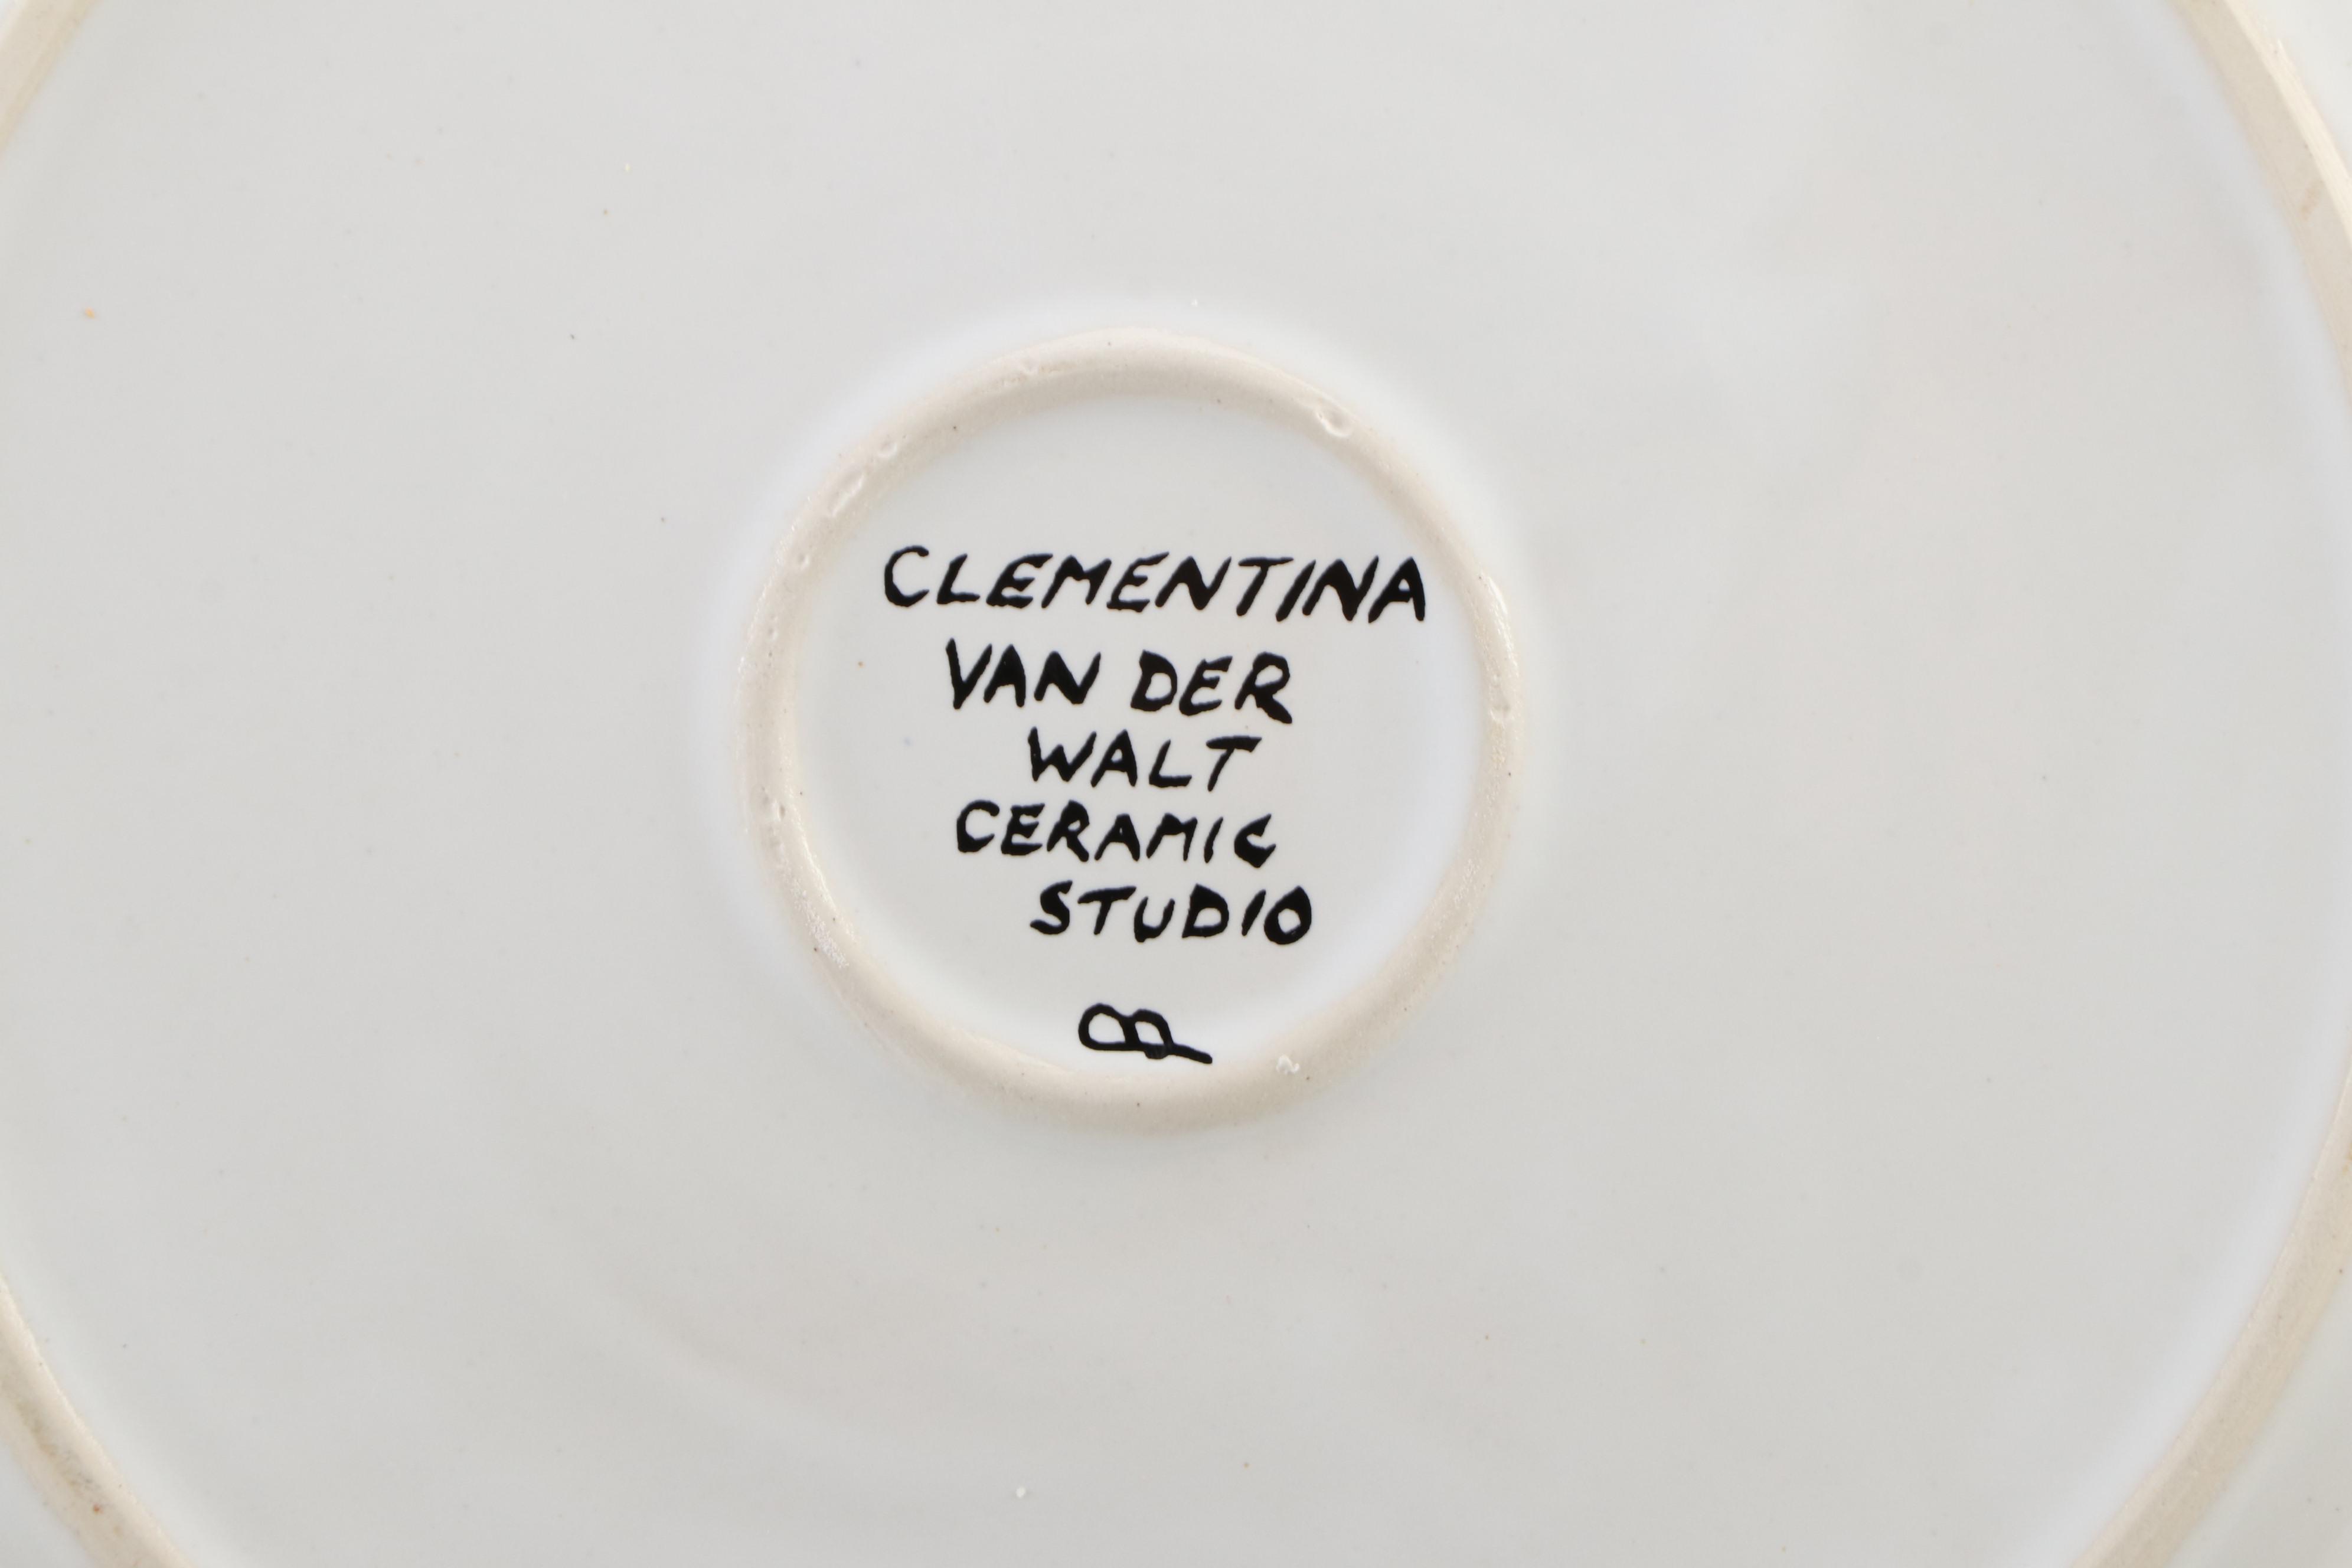 CLEMENTINA
VAN DER
WALT
CERAMIC
STUDIO